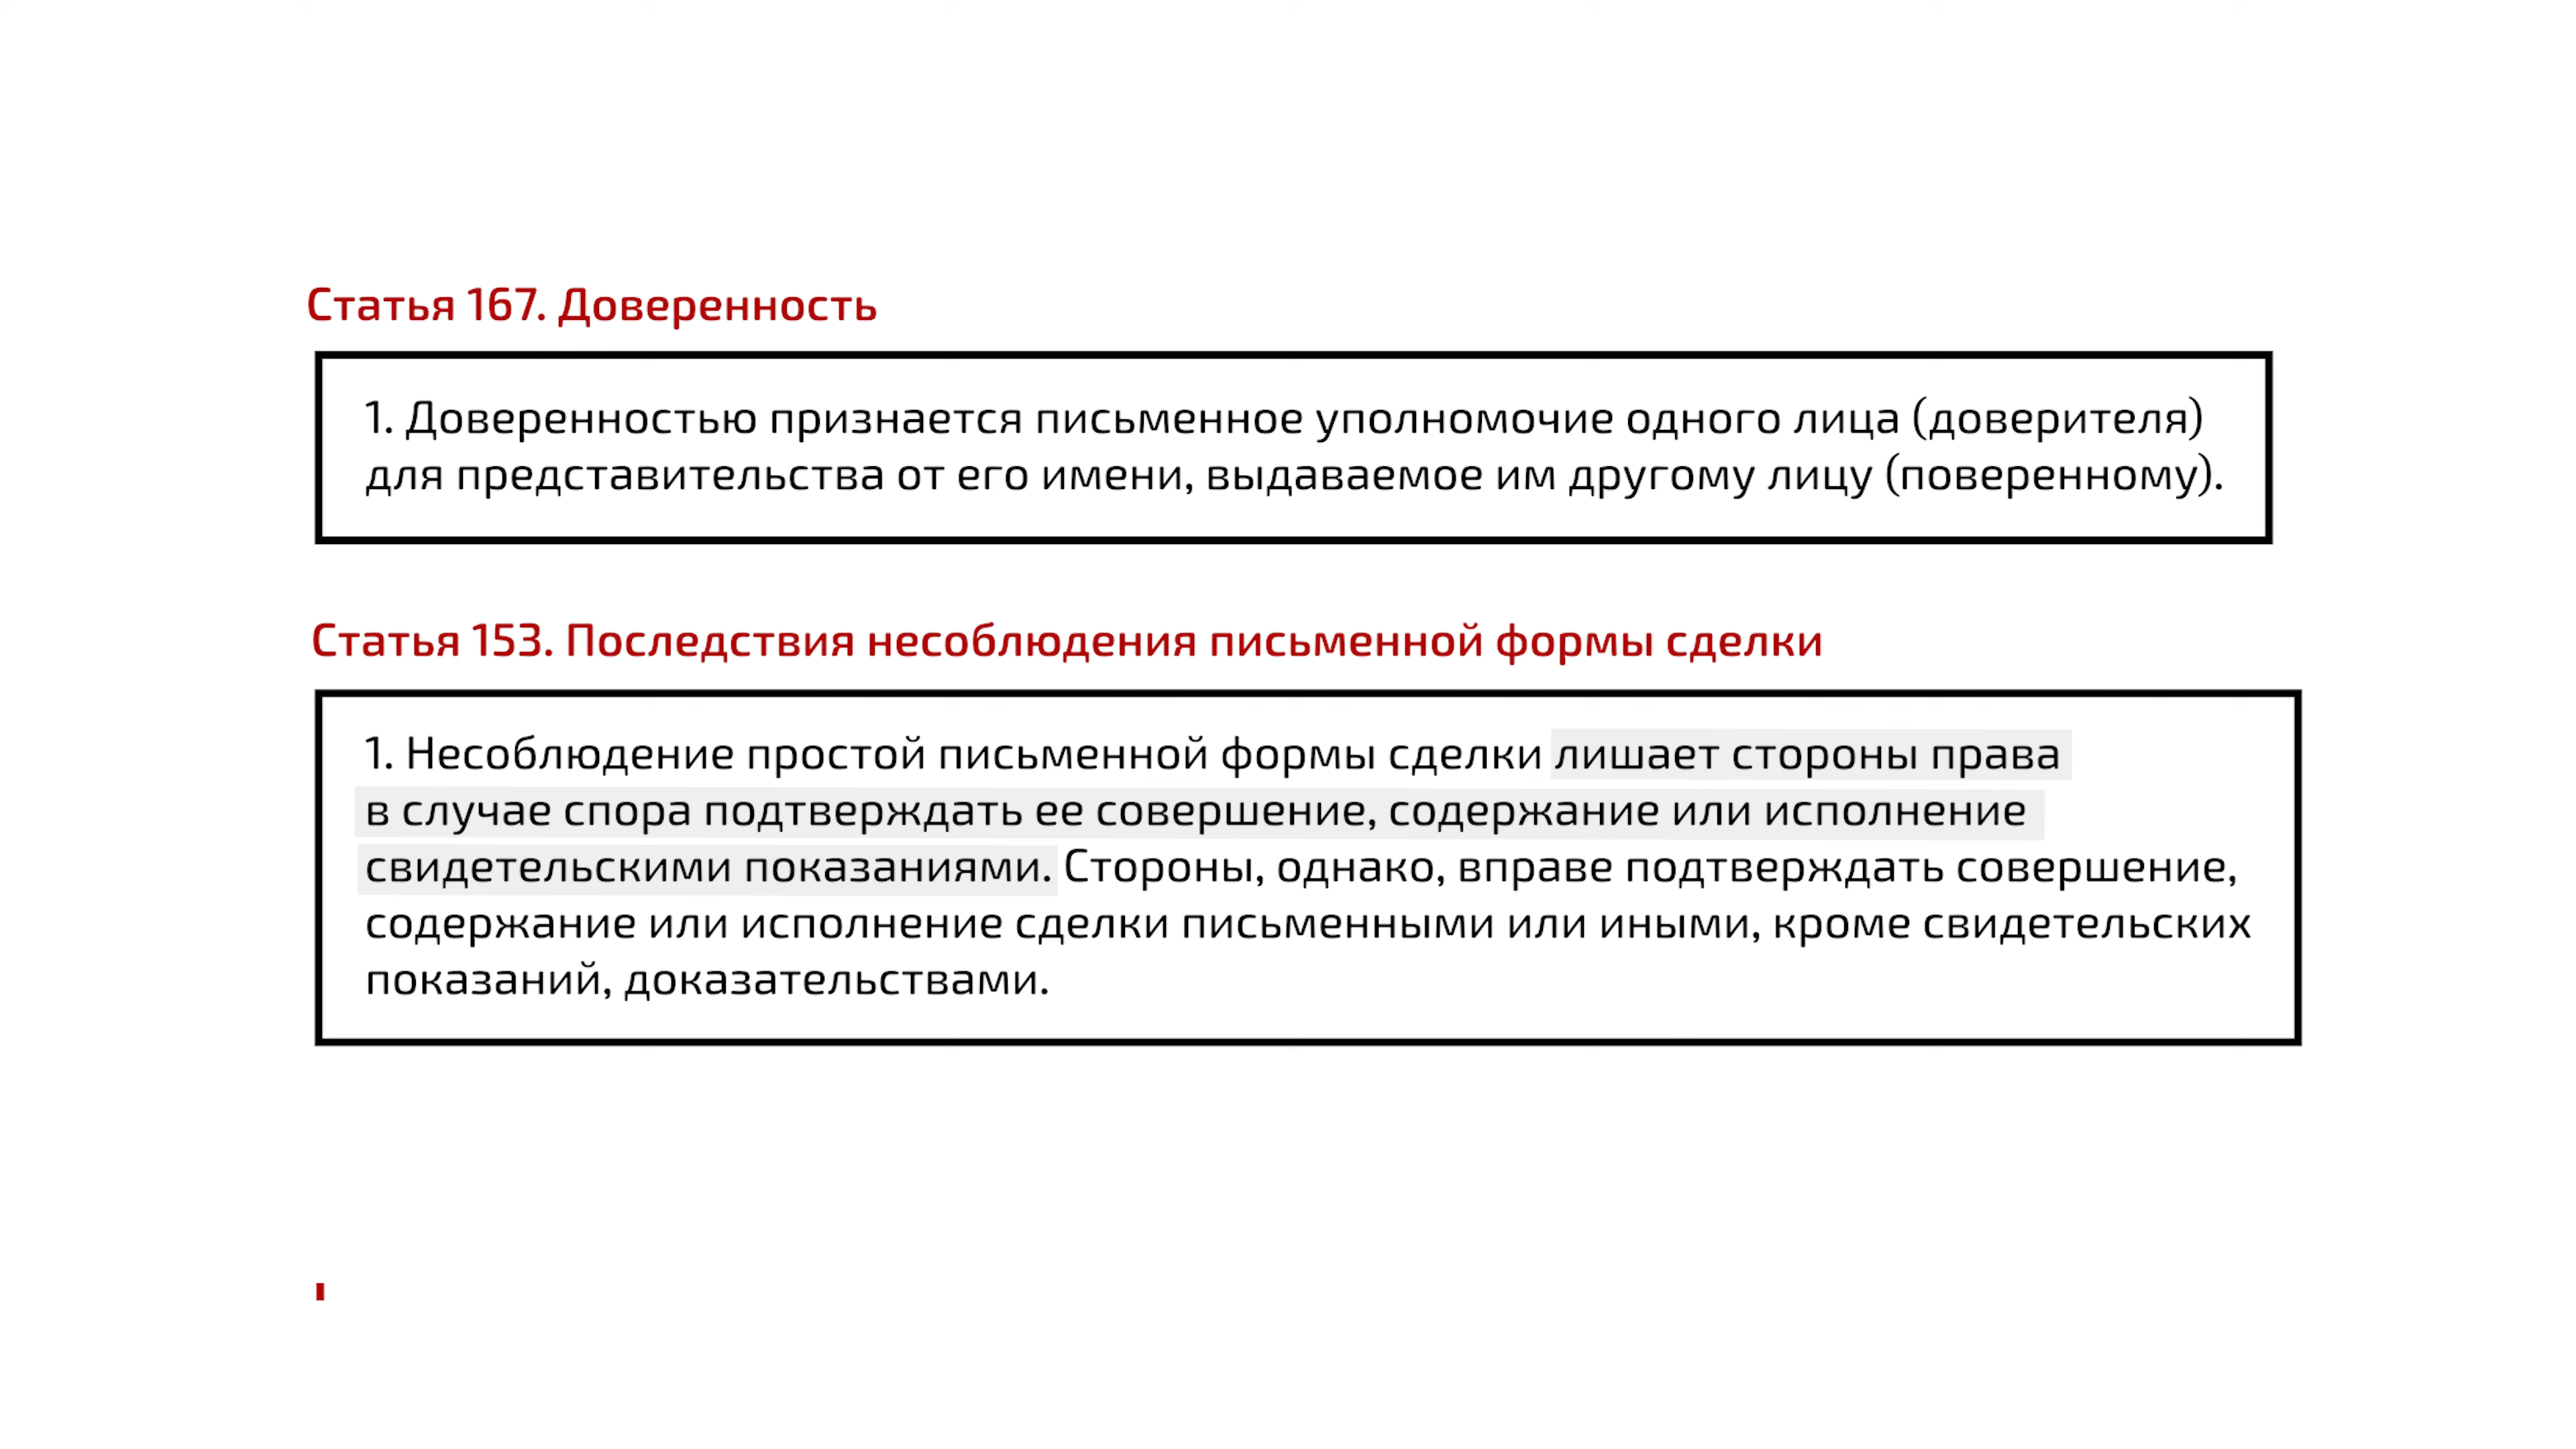 Статья 167. Доверенность
1. Доверенностью признается письменное уполномочие одного лица (доверителя)
для представительства от его имени, выдаваемое им другому лицу (поверенному).
Статья 153. Последствия несоблюдения письменной формы сделки
1. Несоблюдение простой письменной формы сделки лишает стороны права
в случае спора подтверждать ее совершение, содержание или исполнение
свидетельскими показаниями. Стороны, однако, вправе подтверждать совершение,
содержание или исполнение сделки письменными или иными, кроме свидетельских
показаний, доказательствами.